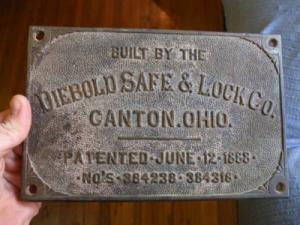 BUILT BY THE
DIEBOLD SAFE & LOCK CO.
CANTON.OHIO.
·PATENTED·JUNE·12·1888·
·NO'S·384238·384316·